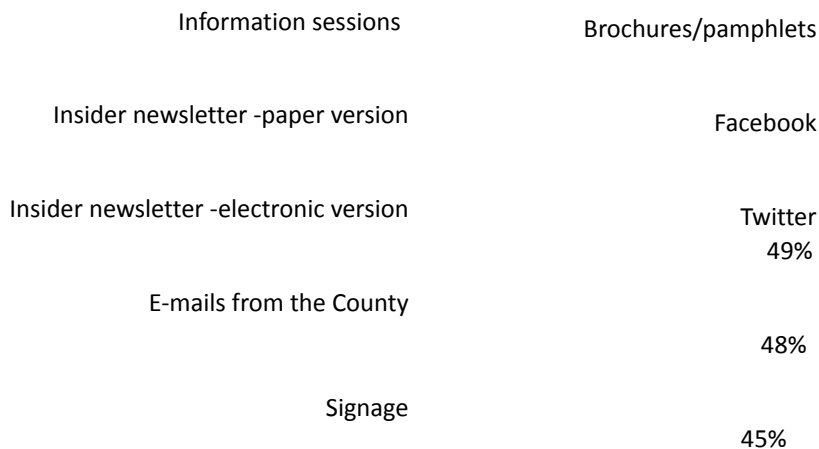 Information sessions
Insider newsletter -paper version
Insider newsletter -electronic version
E-mails from the County
Signage
Brochures/pamphlets
Facebook
Twitter
49%
48%
45%